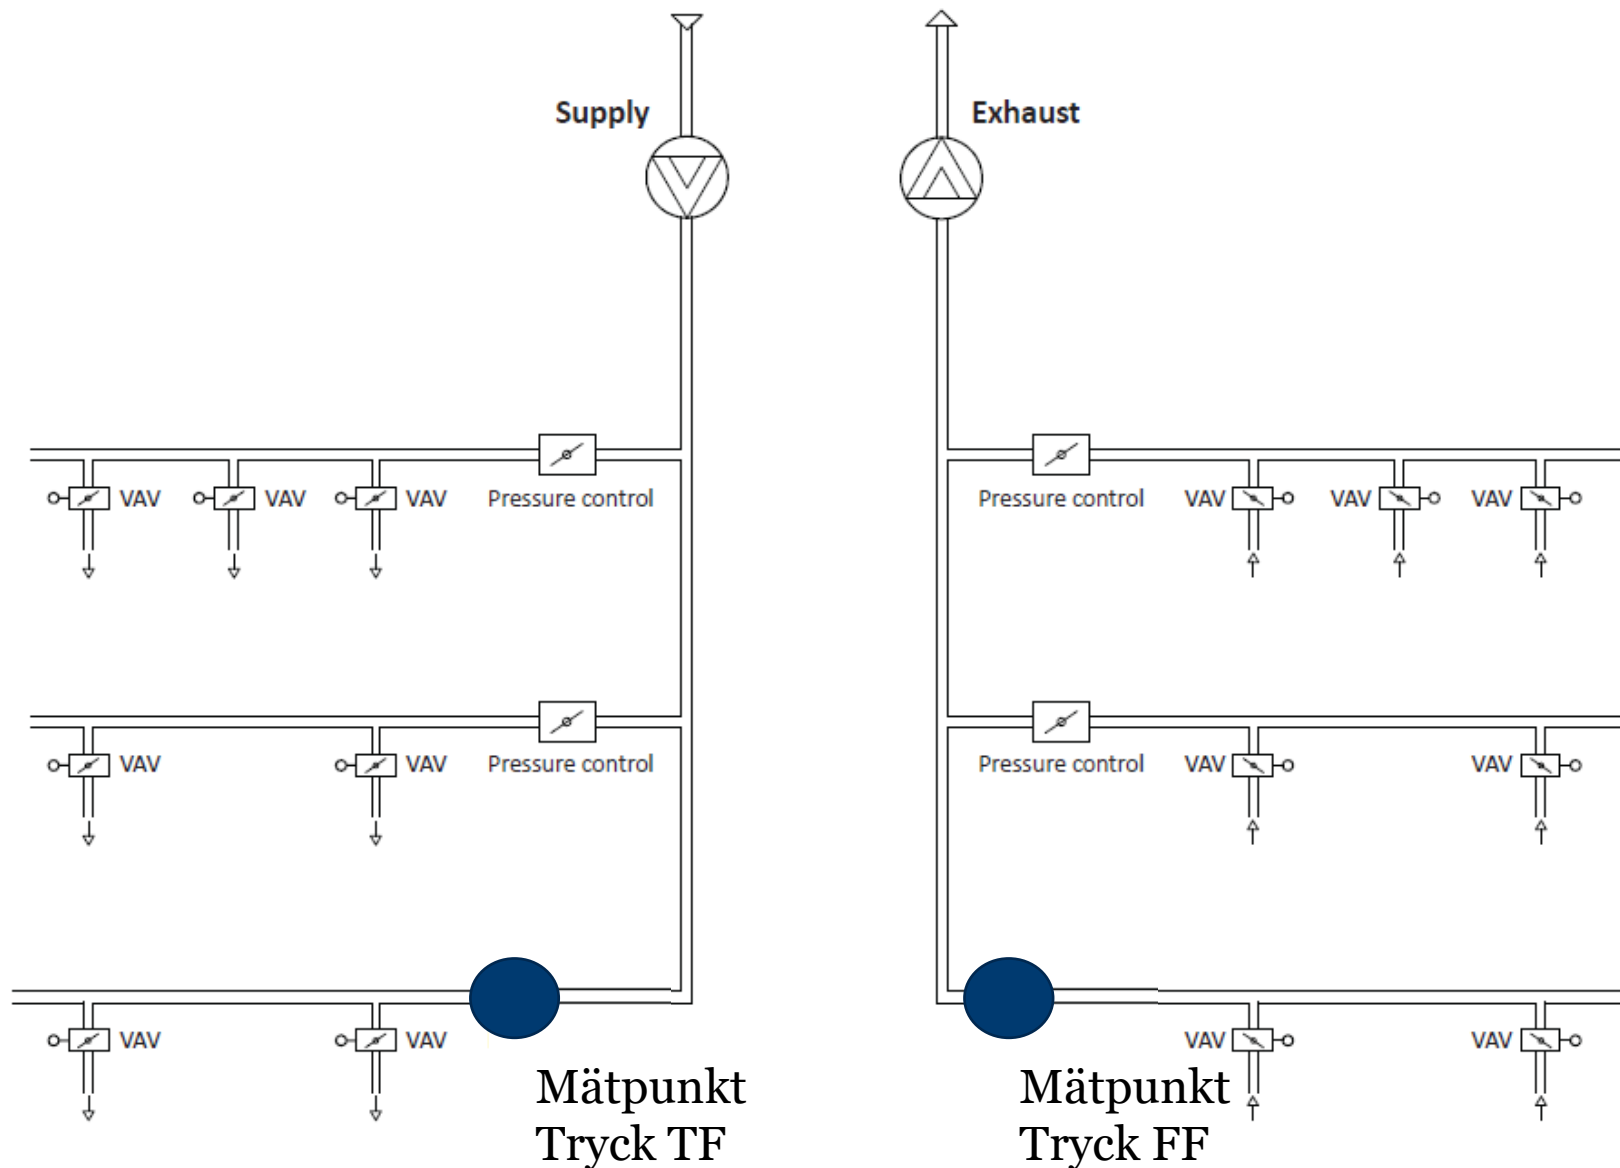 Supply
Exhaust
VAV VAV VAV Pressure control
Pressure control VAV VAV VAV
VAV VAV Pressure control
Pressure control VAV VAV
VAV VAV
VAV VAV
Mätpunkt
Tryck TF
Mätpunkt
Tryck FF